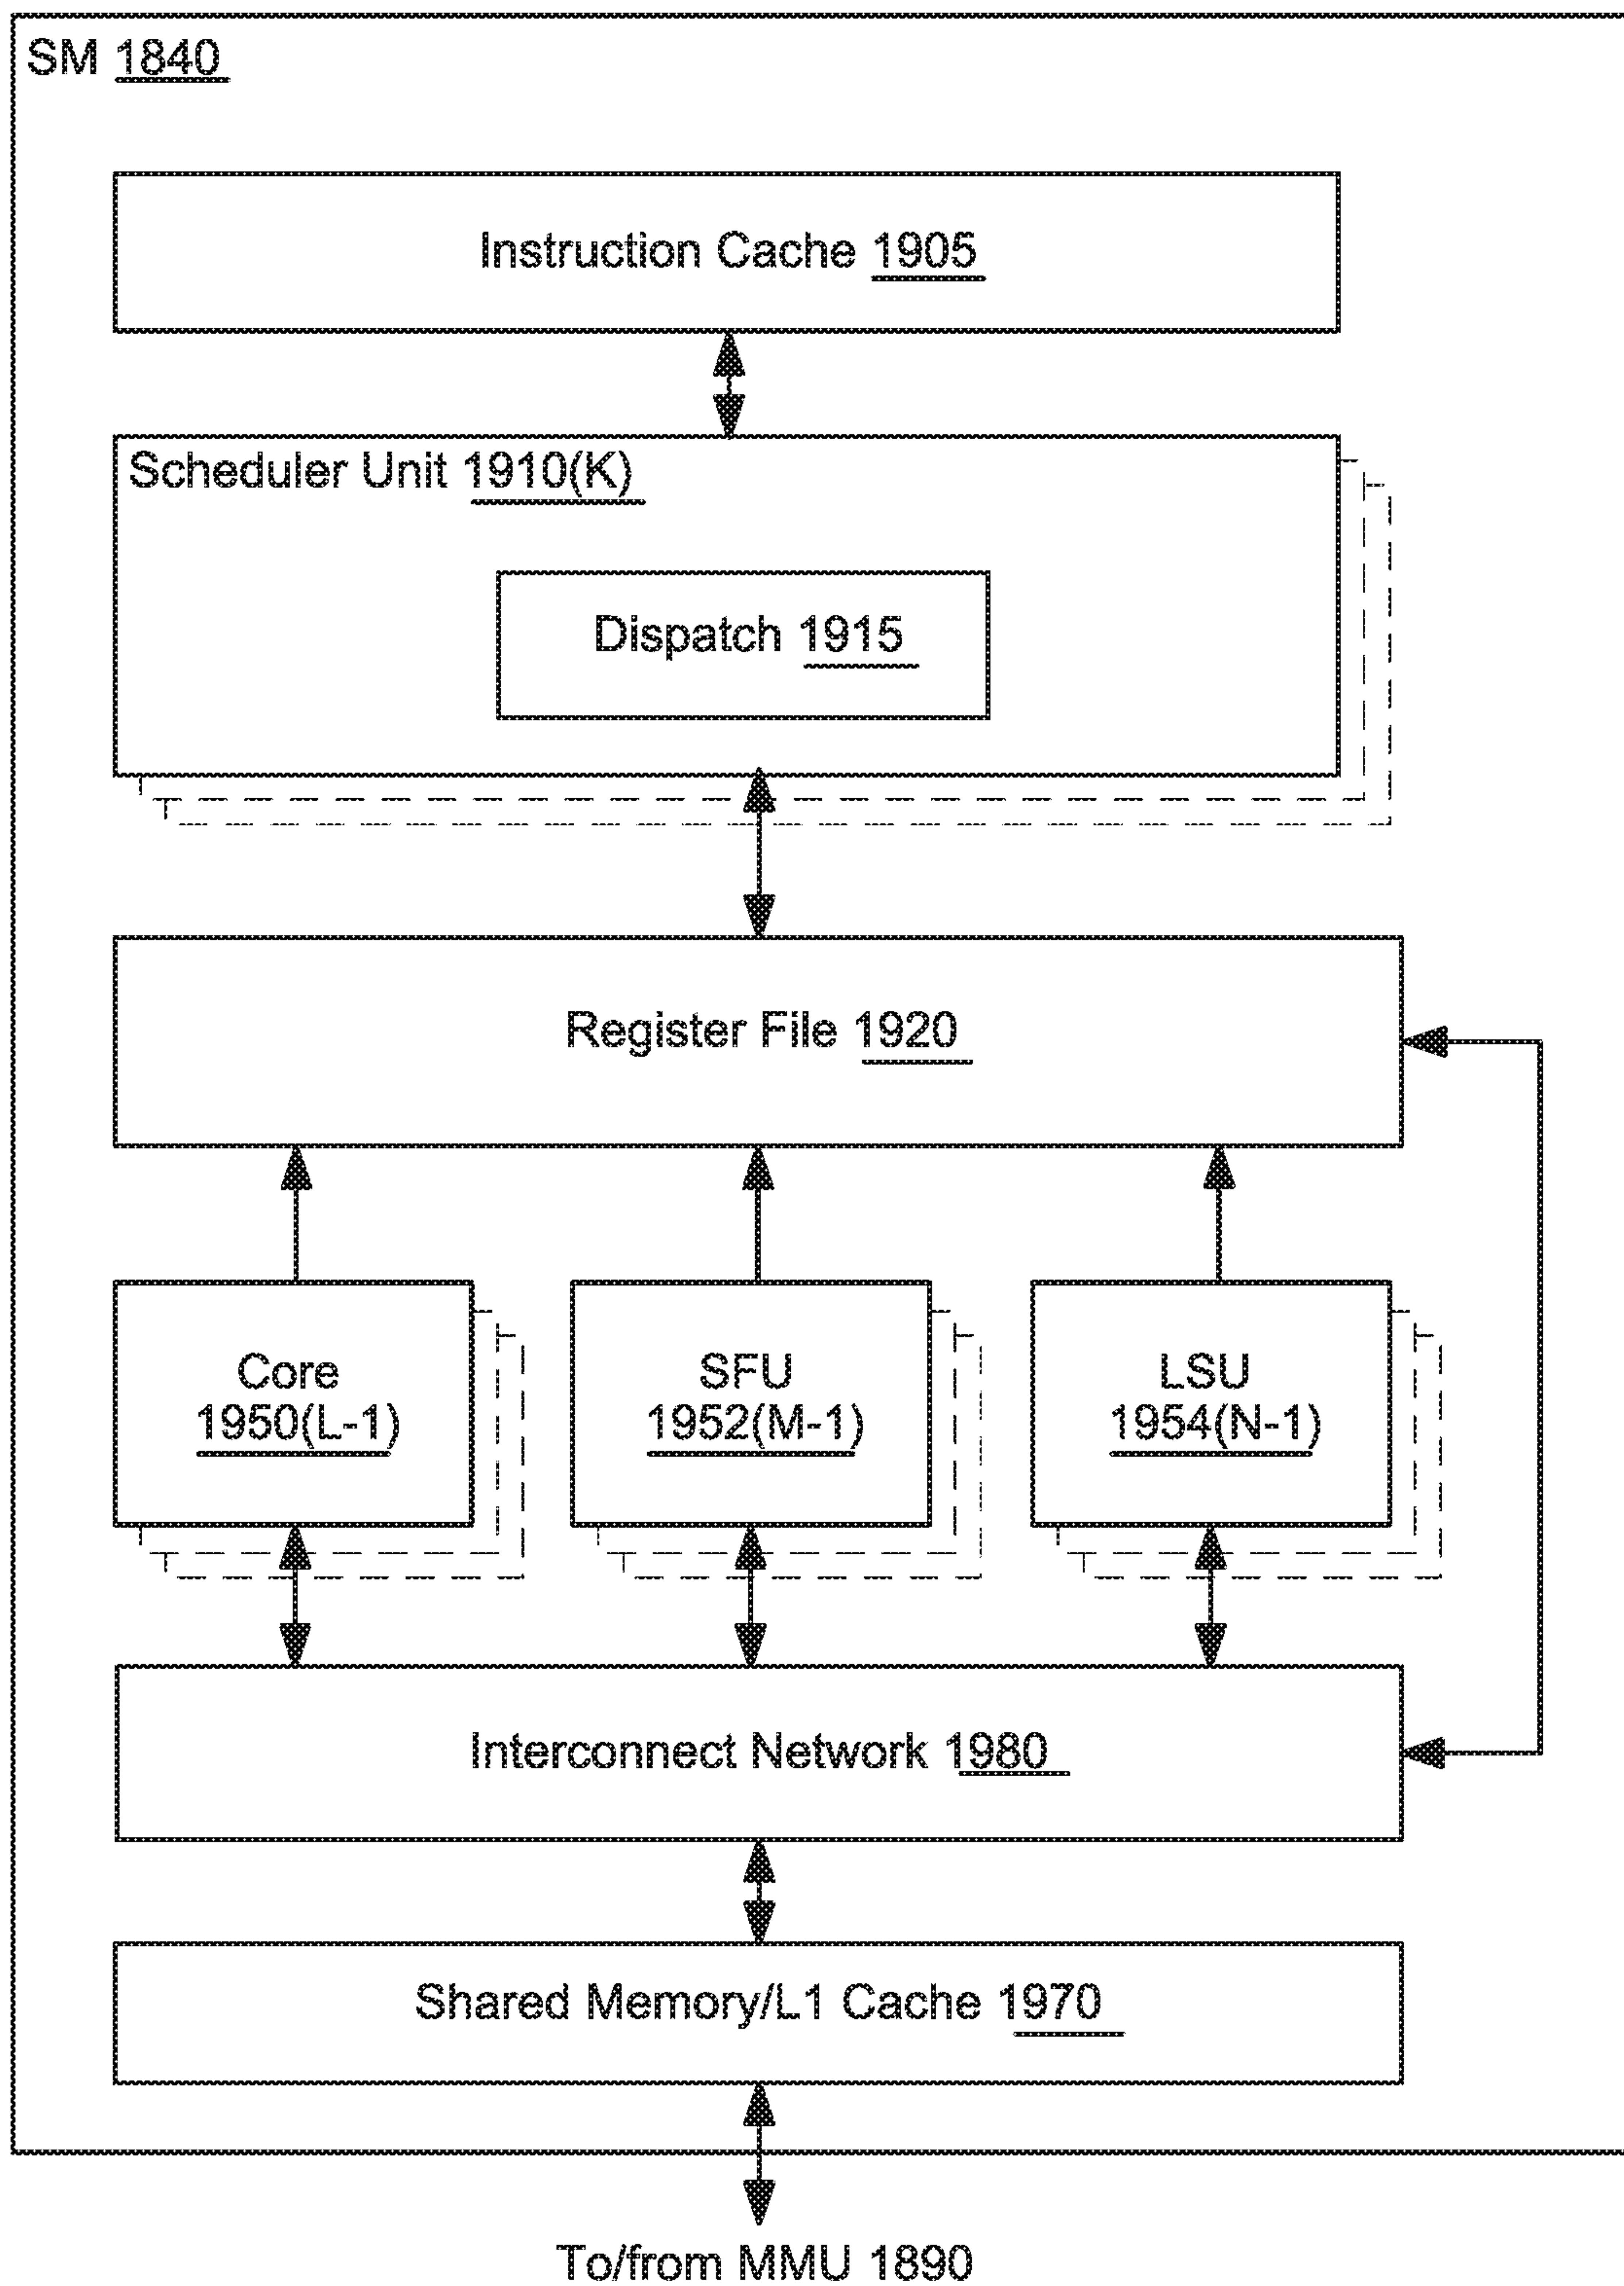 SM 1840
Instruction Cache 1905
Scheduler Unit 1910(K)
Dispatch 1915
Register File 1920
Core
1950(L-1)
SFU
1952(M-1)
LSU
1954(N-1)
Interconnect Network 1980
Shared Memory/L1 Cache 1970
To/from MMU 1890